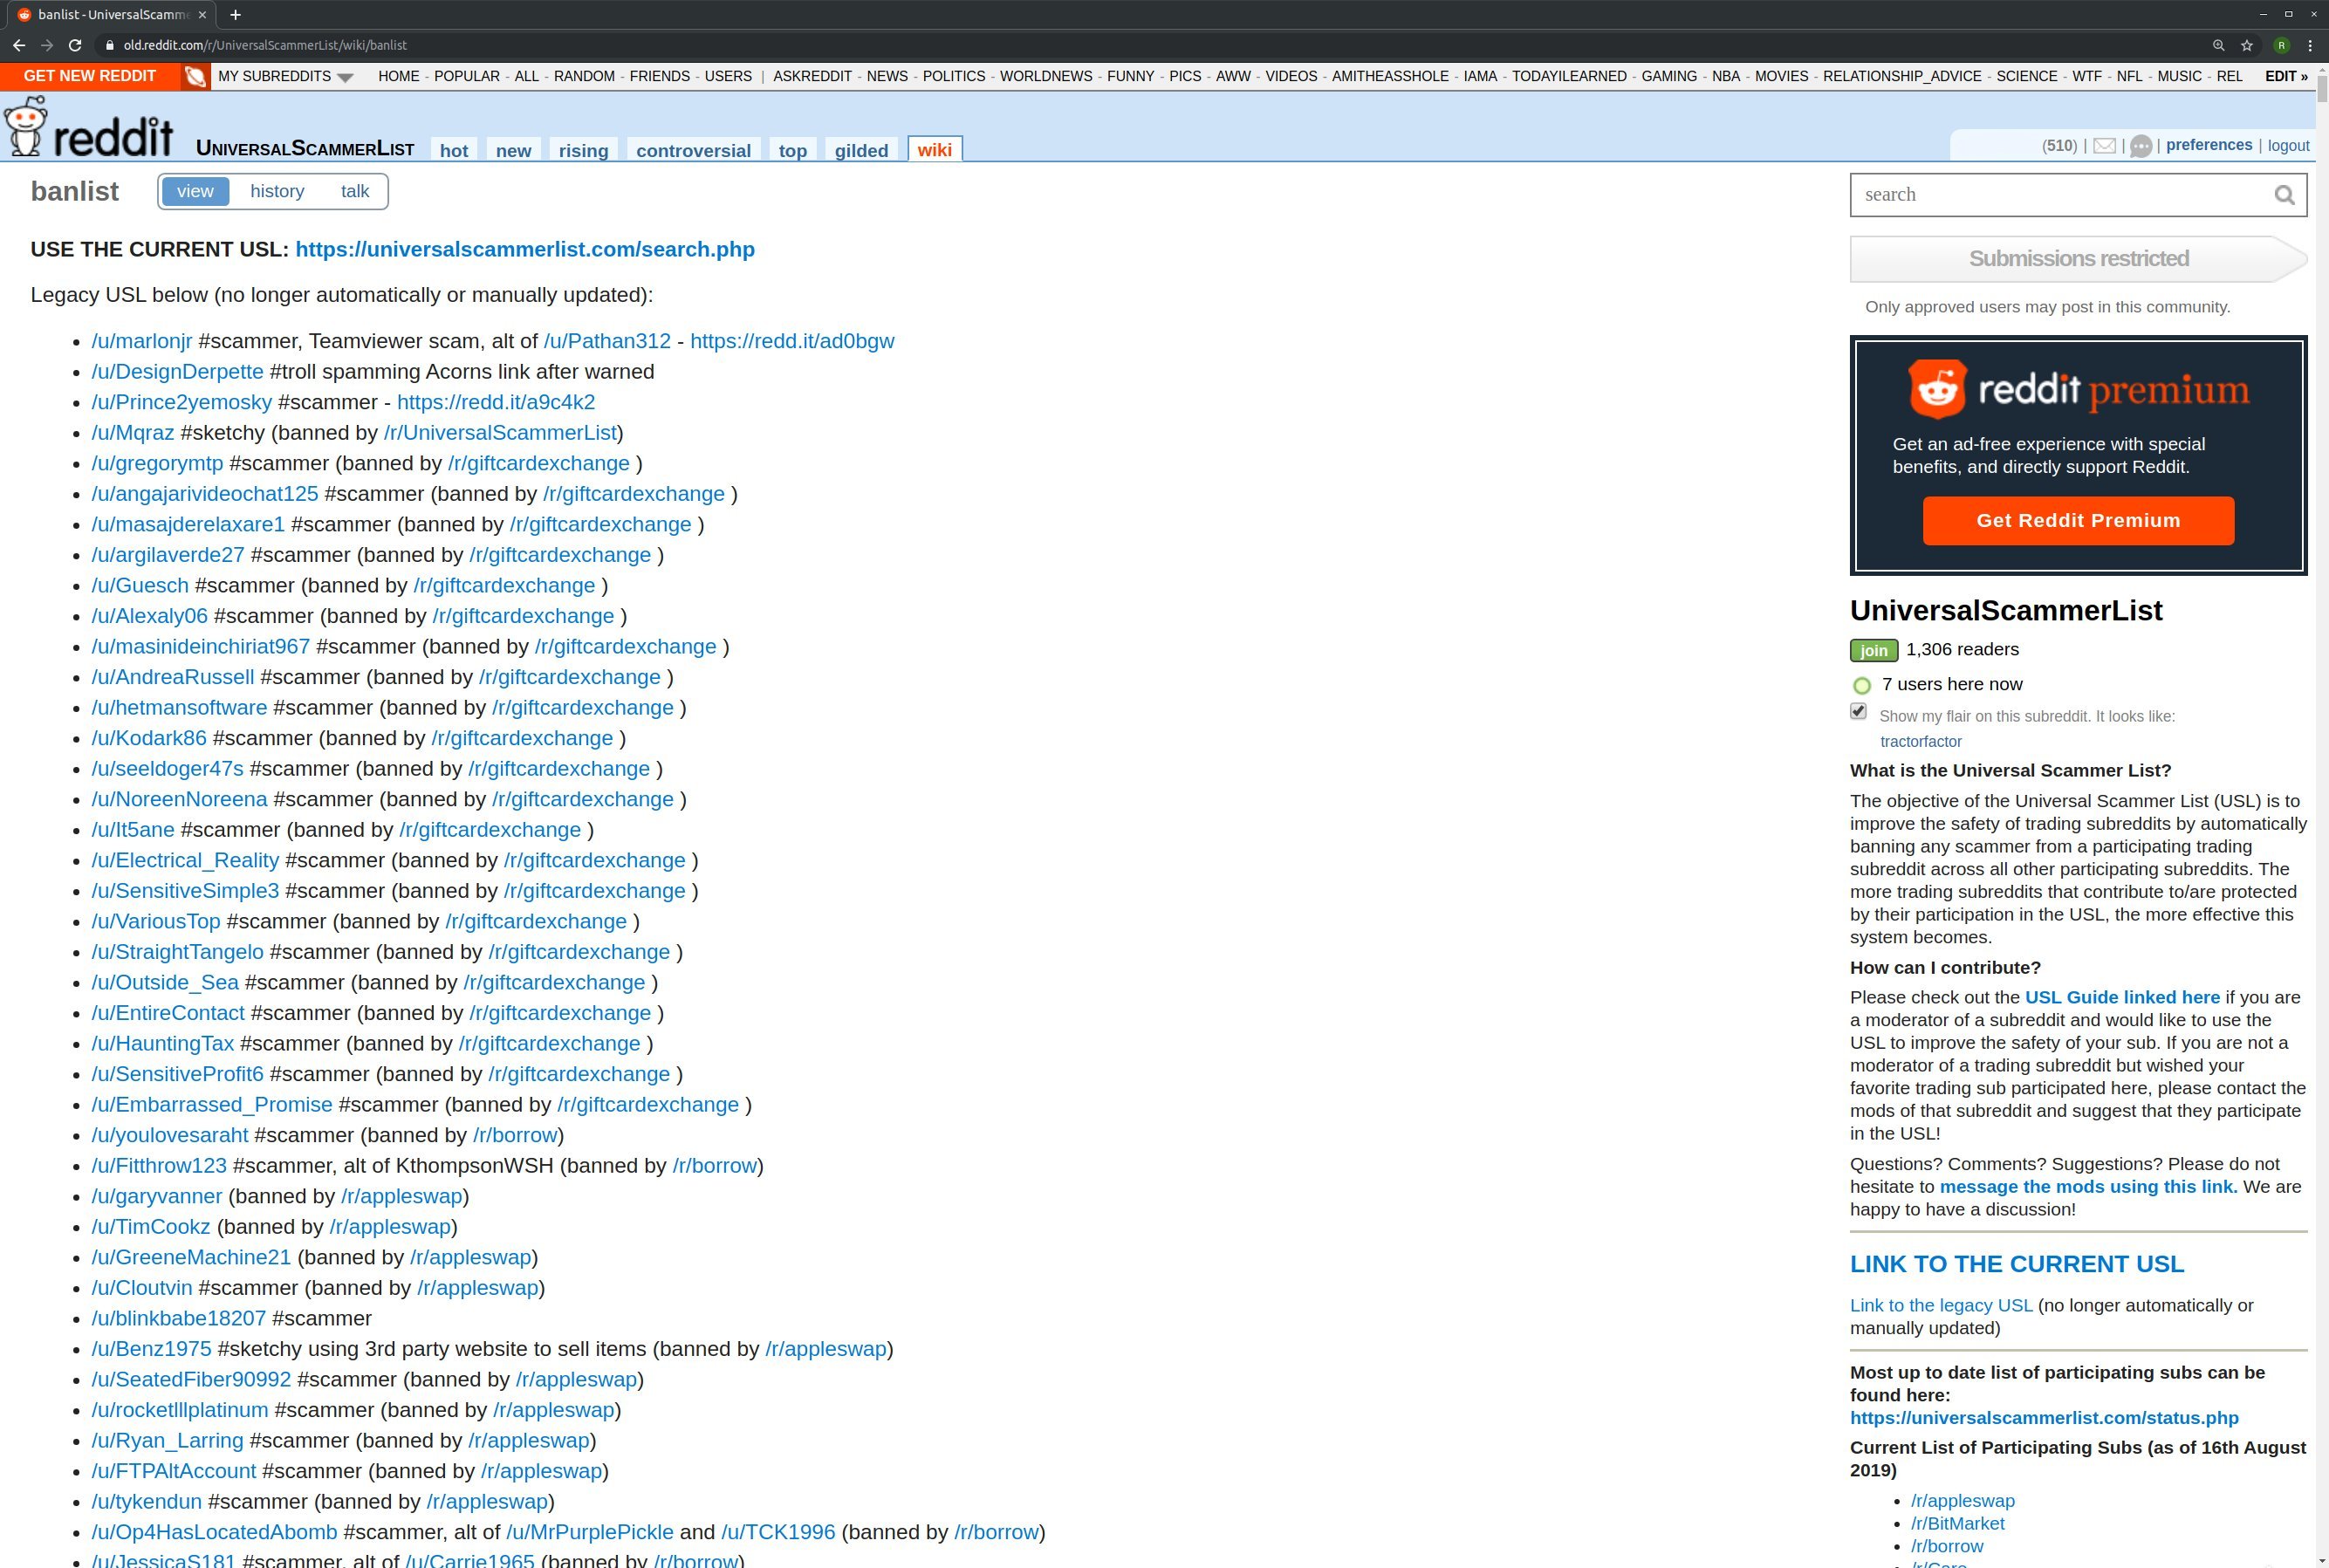 banlist - UniversalScamme
old.reddit.com/r/UniversalScammerList/wiki/banlist
R
GET NEW REDDIT MY SUBREDDITS HOME - POPULAR - ALL - RANDOM - FRIENDS - USERS | ASKREDDIT - NEWS - POLITICS - WORLDNEWS - FUNNY - PICS - AWW - VIDEOS - AMITHEASSHOLE - IAMA - TODAYILEARNED - GAMING - NBA - MOVIES - RELATIONSHIP_ADVICE - SCIENCE - WTF - NFL - MUSIC - REL EDIT »
reddit UniversalScammerList hot new rising controversial top gilded wiki
(510) | | | preferences | logout
banlist view history talk
USE THE CURRENT USL: https://universalscammerlist.com/search.php
Legacy USL below (no longer automatically or manually updated):
• /u/marlonjr #scammer, Teamviewer scam, alt of /u/Pathan312 - https://redd.it/ad0bgw
• /u/DesignDerpette #troll spamming Acorns link after warned
• /u/Prince2yemosky #scammer - https://redd.it/a9c4k2
• /u/Mqraz #sketchy (banned by /r/UniversalScammerList)
• /u/gregorymtp #scammer (banned by /r/giftcardexchange )
• /u/angajarivideochat125 #scammer (banned by /r/giftcardexchange )
• /u/masajderelaxare1 #scammer (banned by /r/giftcardexchange )
• /u/argilaverde27 #scammer (banned by /r/giftcardexchange )
• /u/Guesch #scammer (banned by /r/giftcardexchange )
• /u/Alexaly06 #scammer (banned by /r/giftcardexchange )
• /u/masinideinchiriat967 #scammer (banned by /r/giftcardexchange )
• /u/AndreaRussell #scammer (banned by /r/giftcardexchange )
• /u/hetmansoftware #scammer (banned by /r/giftcardexchange )
• /u/Kodark86 #scammer (banned by /r/giftcardexchange )
• /u/seeldoger47s #scammer (banned by /r/giftcardexchange )
• /u/NoreenNoreena #scammer (banned by /r/giftcardexchange )
• /u/It5ane #scammer (banned by /r/giftcardexchange )
• /u/Electrical_Reality #scammer (banned by /r/giftcardexchange )
• /u/SensitiveSimple3 #scammer (banned by /r/giftcardexchange )
• /u/VariousTop #scammer (banned by /r/giftcardexchange )
• /u/StraightTangelo #scammer (banned by /r/giftcardexchange )
• /u/Outside_Sea #scammer (banned by /r/giftcardexchange )
• /u/EntireContact #scammer (banned by /r/giftcardexchange )
• /u/HauntingTax #scammer (banned by /r/giftcardexchange )
• /u/SensitiveProfit6 #scammer (banned by /r/giftcardexchange )
• /u/Embarrassed_Promise #scammer (banned by /r/giftcardexchange )
• /u/youlovesaraht #scammer (banned by /r/borrow)
• /u/Fitthrow123 #scammer, alt of KthompsonWSH (banned by /r/borrow)
• /u/garyvanner (banned by /r/appleswap)
• /u/TimCookz (banned by /r/appleswap)
• /u/GreeneMachine21 (banned by /r/appleswap)
• /u/Cloutvin #scammer (banned by /r/appleswap)
• /u/blinkbabe18207 #scammer
• /u/Benz1975 #sketchy using 3rd party website to sell items (banned by /r/appleswap)
• /u/SeatedFiber90992 #scammer (banned by /r/appleswap)
• /u/rocketlllplatinum #scammer (banned by /r/appleswap)
• /u/Ryan_Larring #scammer (banned by /r/appleswap)
• /u/FTPAltAccount #scammer (banned by /r/appleswap)
• /u/tykendun #scammer (banned by /r/appleswap)
• /u/Op4HasLocatedAbomb #scammer, alt of /u/MrPurplePickle and /u/TCK1996 (banned by /r/borrow)
• /u/JessicaS181 #scammer, alt of /u/Carrie1965 (banned by /r/borrow)
search
Submissions restricted
Only approved users may post in this community.
reddit premium
Get an ad-free experience with special
benefits, and directly support Reddit.
Get Reddit Premium
UniversalScammerList
join 1,306 readers
7 users here now
Show my flair on this subreddit. It looks like:
tractorfactor
What is the Universal Scammer List?
The objective of the Universal Scammer List (USL) is to
improve the safety of trading subreddits by automatically
banning any scammer from a participating trading
subreddit across all other participating subreddits. The
more trading subreddits that contribute to/are protected
by their participation in the USL, the more effective this
system becomes.
How can I contribute?
Please check out the USL Guide linked here if you are
a moderator of a subreddit and would like to use the
USL to improve the safety of your sub. If you are not a
moderator of a trading subreddit but wished your
favorite trading sub participated here, please contact the
mods of that subreddit and suggest that they participate
in the USL!
Questions? Comments? Suggestions? Please do not
hesitate to message the mods using this link. We are
happy to have a discussion!
LINK TO THE CURRENT USL
Link to the legacy USL (no longer automatically or
manually updated)
Most up to date list of participating subs can be
found here:
https://universalscammerlist.com/status.php
Current List of Participating Subs (as of 16th August
2019)
• /r/appleswap
• /r/BitMarket
• /r/borrow